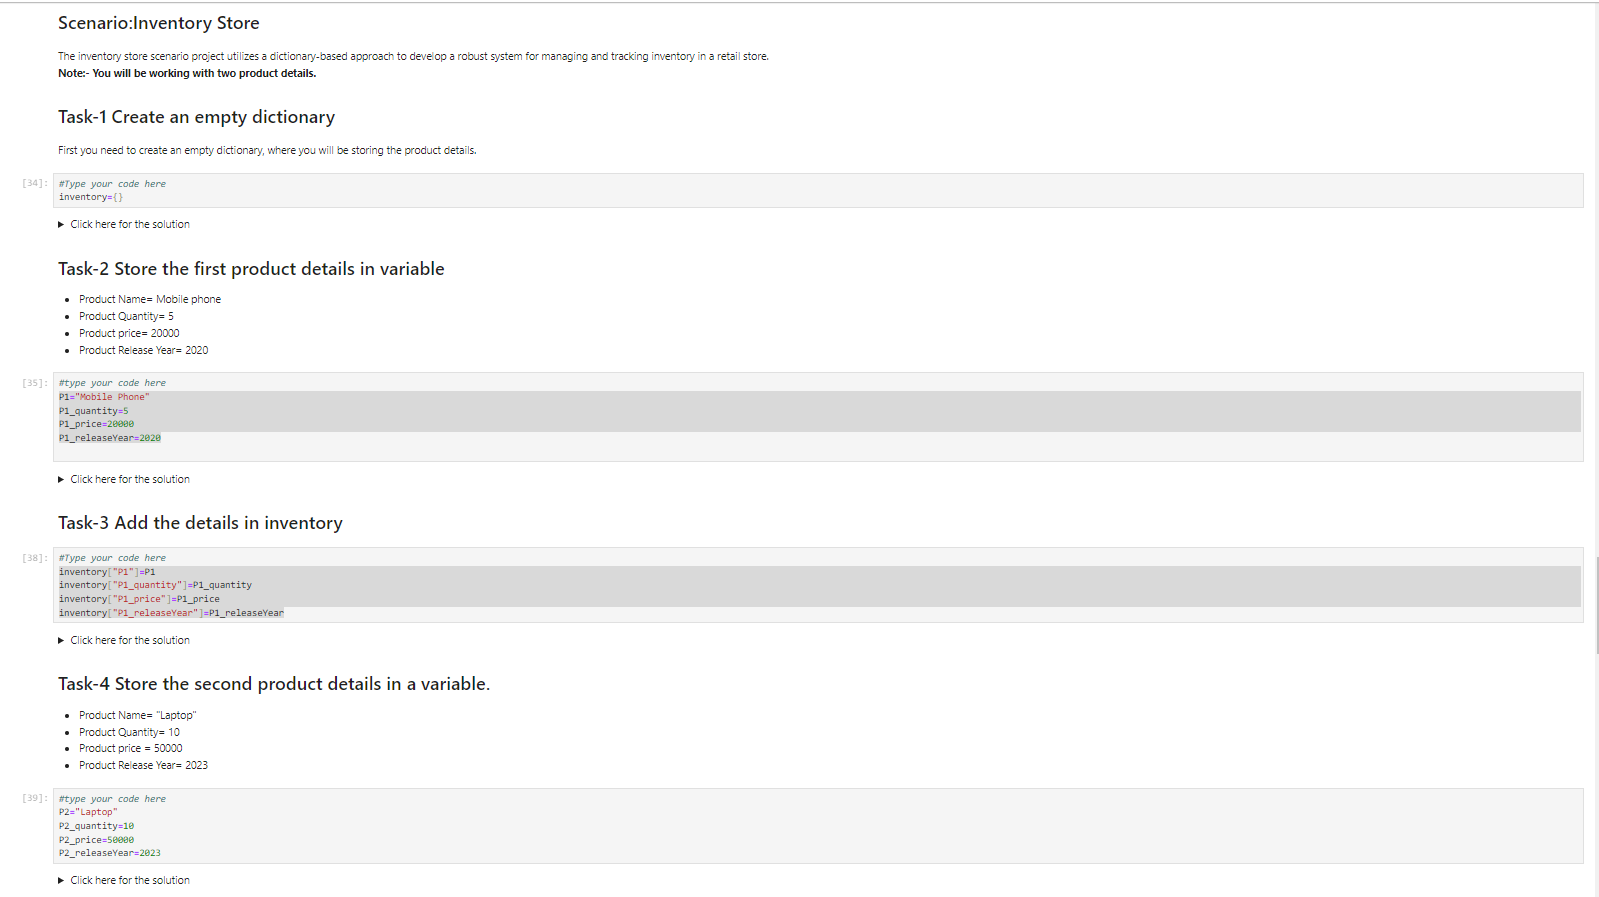 Scenario:Inventory Store
The inventory store scenario project utilizes a dictionary-based approach to develop a robust system for managing and tracking inventory in a retail store.
Note:- You will be working with two product details.
Task-1 Create an empty dictionary
First you need to create an empty dictionary, where you will be storing the product details.
[34]: #Type your code here
inventory={}
Click here for the solution
Task-2 Store the first product details in variable
Product Name= Mobile phone
Product Quantity= 5
Product price= 20000
Product Release Year= 2020
[35]: #type your code here
P1="Mobile Phone"
P1_quantity=5
P1_price=20000
P1_releaseYear=2020
Click here for the solution
Task-3 Add the details in inventory
[38]: #Type your code here
inventory["P1"]=P1
inventory["P1_quantity"]=P1_quantity
inventory["P1_price"]=P1_price
inventory["P1_releaseYear"]=P1_releaseYear
Click here for the solution
Task-4 Store the second product details in a variable.
Product Name= "Laptop"
Product Quantity= 10
Product price = 50000
Product Release Year= 2023
[39]: #type your code here
P2="Laptop"
P2_quantity=10
P2_price=50000
P2_releaseYear=2023
Click here for the solution